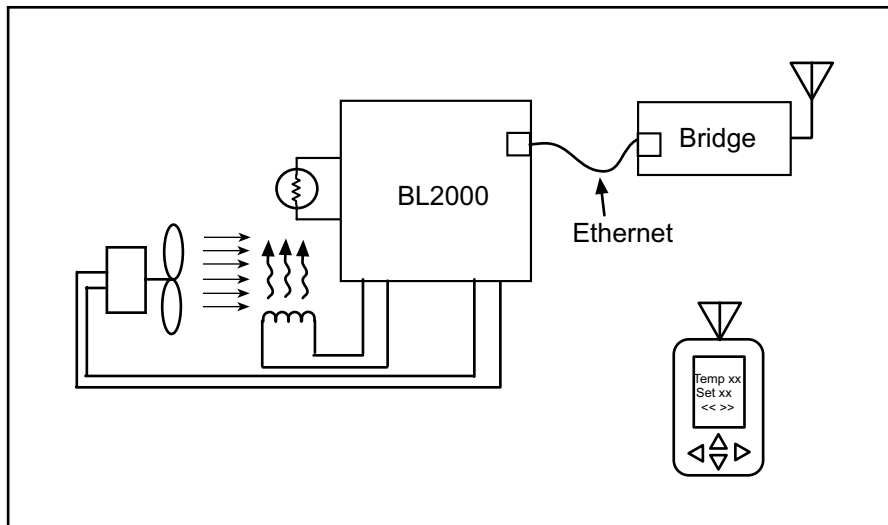 Bridge
BL2000
Ethernet
Temp xx
Set xx
<< >>